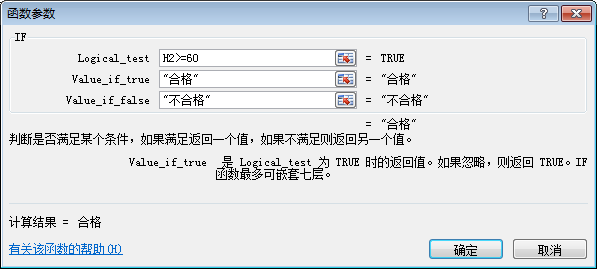 函数参数
IF
Logical_test H2>=60 = TRUE
Value_if_true "合格" = "合格"
Value_if_false "不合格" = "不合格"
= "合格"
判断是否满足某个条件，如果满足返回一个值，如果不满足则返回另一个值。
Value_if_true 是 Logical_test 为 TRUE 时的返回值。如果忽略，则返回 TRUE。IF
函数最多可嵌套七层。
计算结果 = 合格
有关该函数的帮助(H) 确定 取消